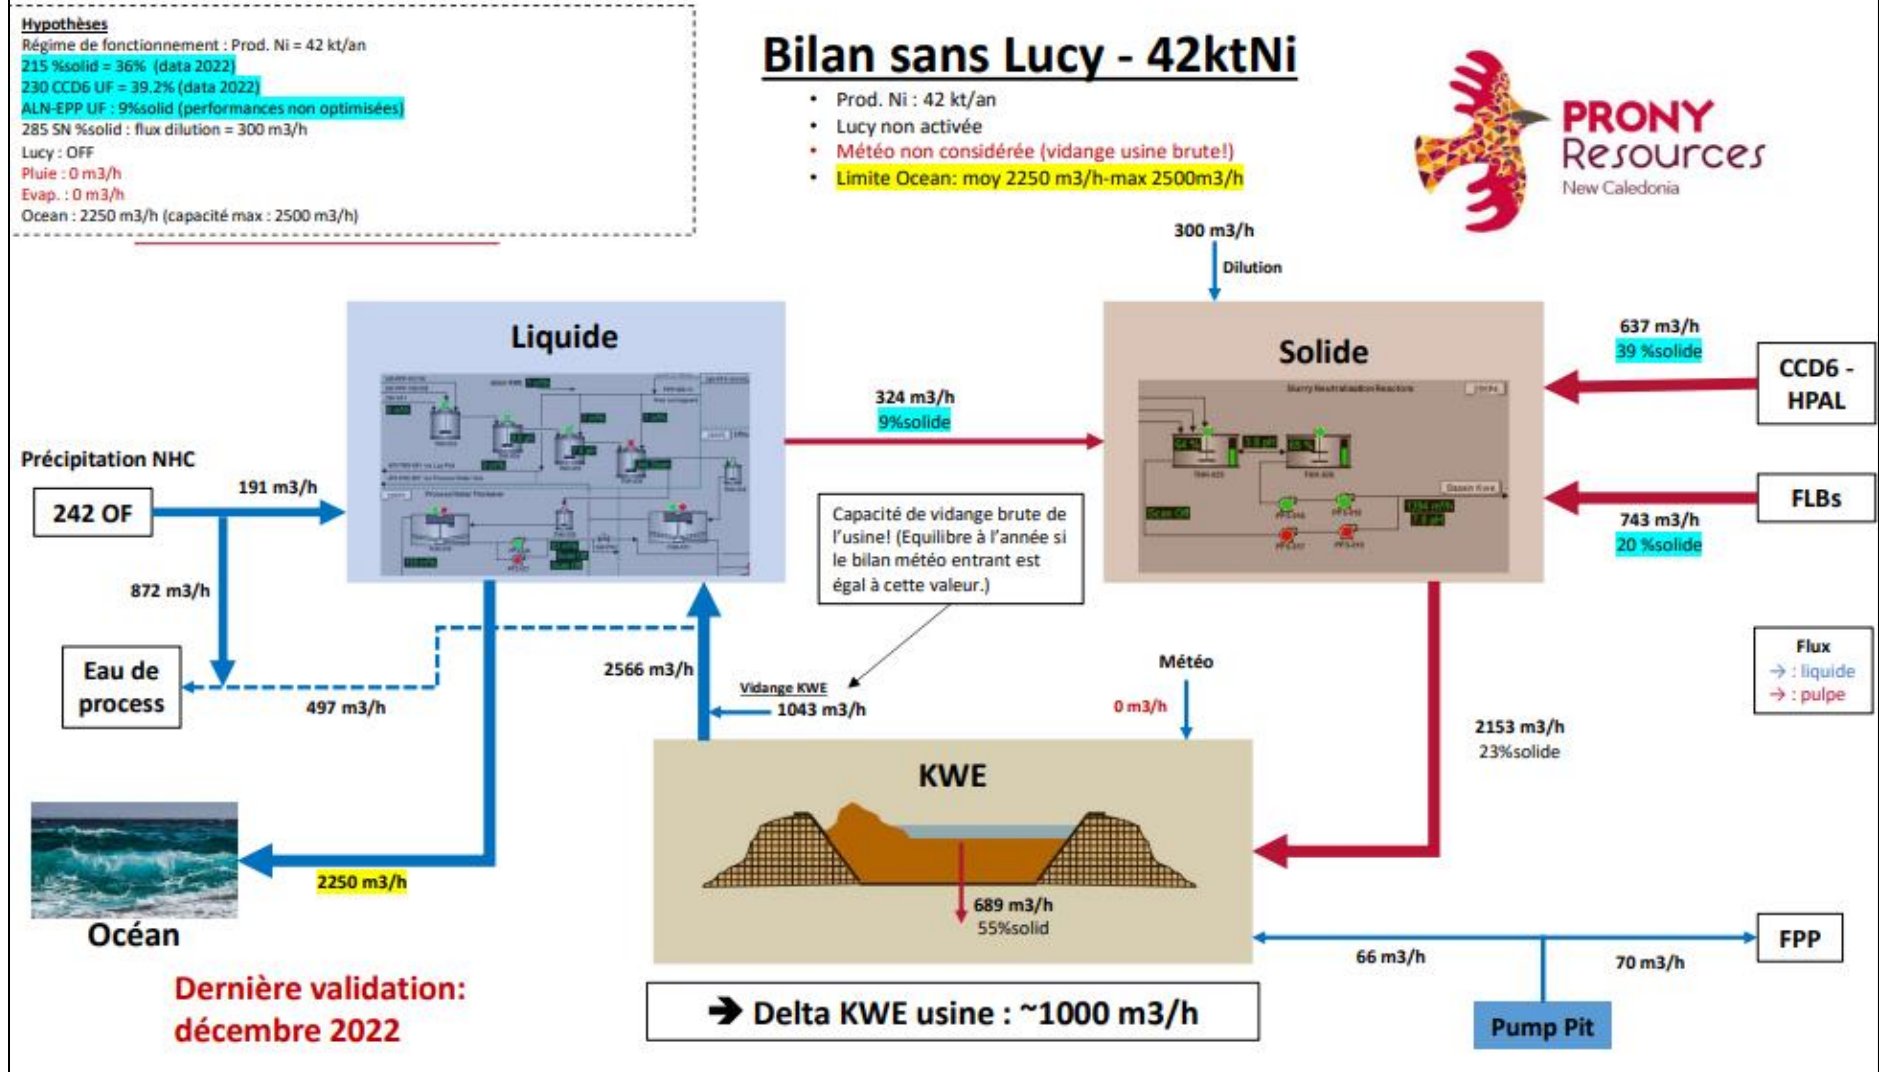 Hypothèses
Régime de fonctionnement : Prod. Ni = 42 kt/an
215 %solid = 36% (data 2022)
230 CCD6 UF = 39.2% (data 2022)
ALN-EPP UF : 9%solid (performances non optimisées)
285 SN %solid : flux dilution = 300 m3/h
Lucy : OFF
Pluie : 0 m3/h
Evap. : 0 m3/h
Ocean : 2250 m3/h (capacité max : 2500 m3/h)
Bilan sans Lucy - 42ktNi
• Prod. Ni : 42 kt/an
• Lucy non activée
• Météo non considérée (vidange usine brute!)
• Limite Ocean: moy 2250 m3/h-max 2500m3/h
PRONY
Resources
New Caledonia
300 m3/h
Dilution
Liquide
Solide
Slurry Neutralisation Reactors
637 m3/h
39 %solide
CCD6 -
HPAL
324 m3/h
9%solide
Précipitation NHC
242 OF
191 m3/h
872 m3/h
Capacité de vidange brute de
l'usine! (Equilibre à l'année si
le bilan météo entrant est
égal à cette valeur.)
FLBs
743 m3/h
20 %solide
Eau de
process
497 m3/h
2566 m3/h
Vidange KWE
1043 m3/h
Météo
0 m3/h
Flux
→ : liquide
→ : pulpe
2153 m3/h
23%solide
KWE
689 m3/h
55%solid
2250 m3/h
Océan
66 m3/h
70 m3/h
FPP
Pump Pit
Dernière validation:
décembre 2022
➔ Delta KWE usine : ~1000 m3/h